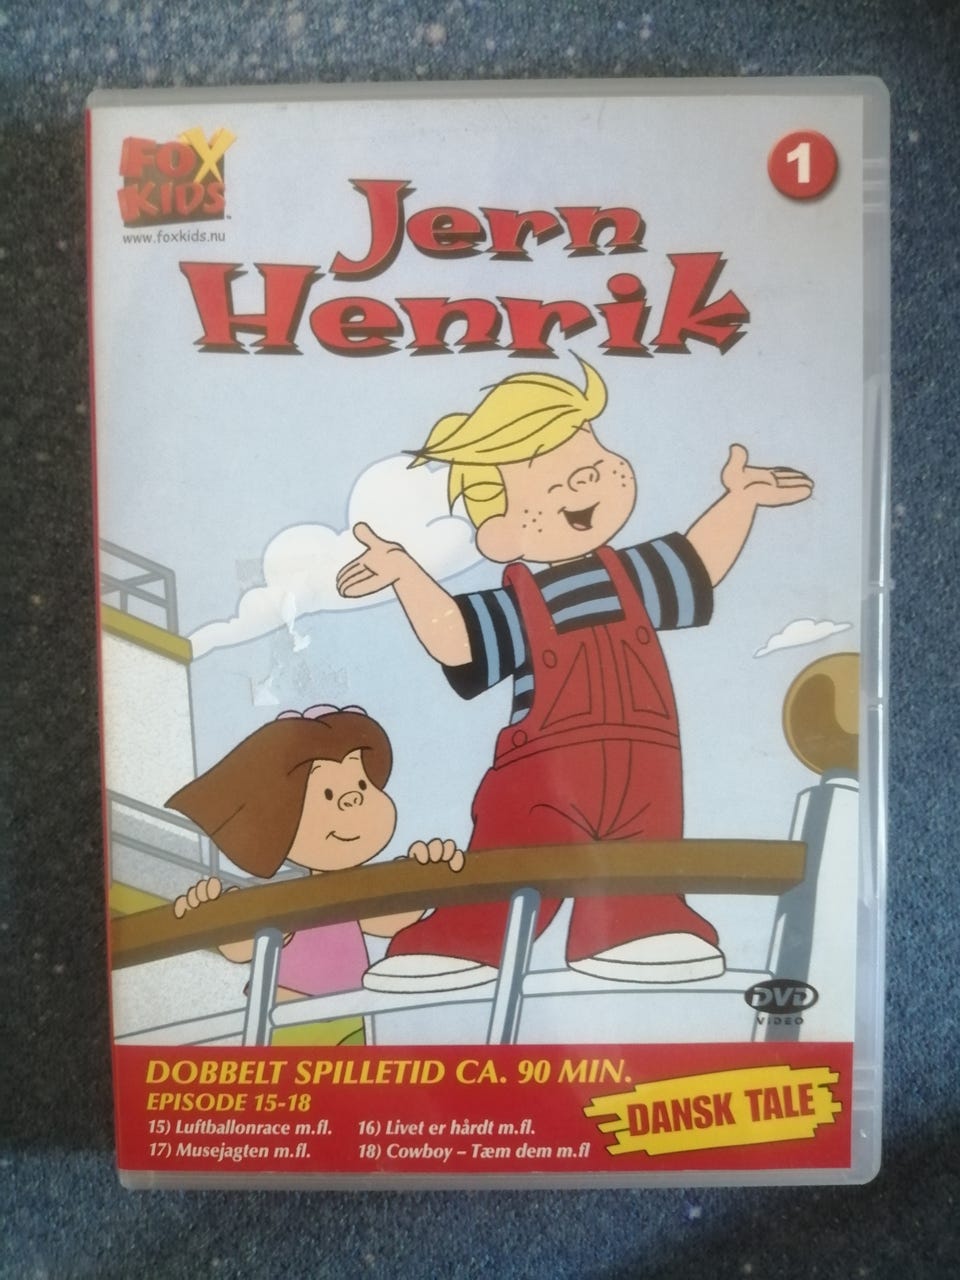 FOX
KIDS™
www.foxkids.nu
1
Jern
Henrik
DVD
VIDEO
DOBBELT SPILLETID CA. 90 MIN.
EPISODE 15-18
15) Luftballonrace m.fl.
16) Livet er hårdt m.fl.
17) Musejagten m.fl
18) Cowboy – Tæm dem m.fl
DANSK TALE